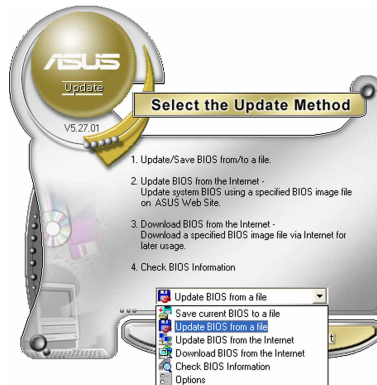 ASUS
Update
V5.27.01
Select the Update Method
1. Update/Save BIOS from/to a file.
2. Update BIOS from the Internet -
Update system BIOS using a specified BIOS image file
on ASUS Web Site.
3. Download BIOS from the Internet -
Download a specified BIOS image file via Internet for
later usage.
4. Check BIOS Information
Update BIOS from a file
Save current BIOS to a file
Update BIOS from a file
Update BIOS from the Internet
Download BIOS from the Internet
Check BIOS Information
Options